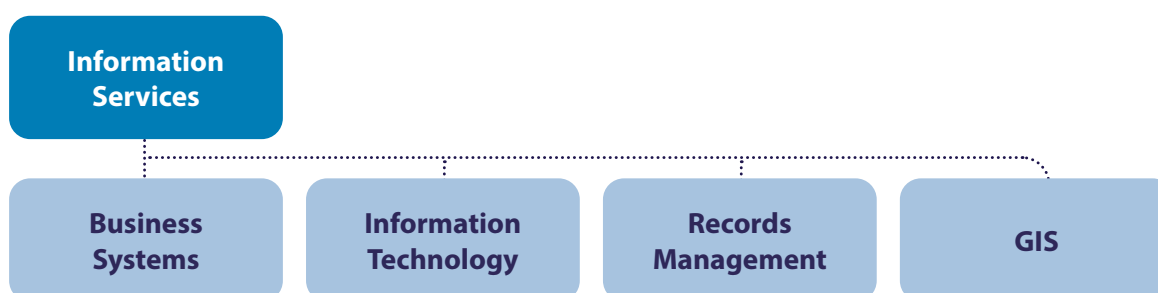 Information
Services
Business
Systems
Information
Technology
Records
Management
GIS